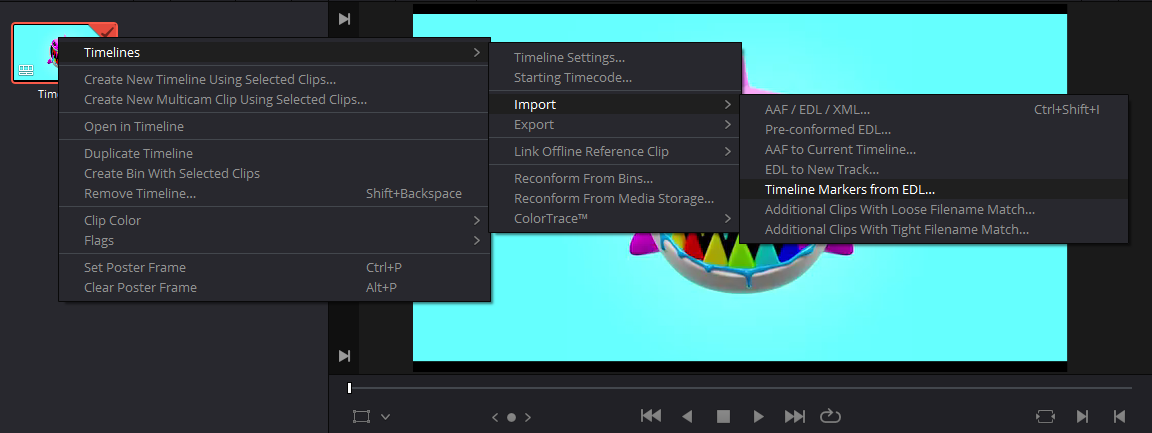 Timelines
Create New Timeline Using Selected Clips...
Create New Multicam Clip Using Selected Clips...
Open in Timeline
Duplicate Timeline
Create Bin With Selected Clips
Remove Timeline... Shift+Backspace
Clip Color
Flags
Set Poster Frame Ctrl+P
Clear Poster Frame Alt+P
Timeline Settings...
Starting Timecode...
Import
Export
Link Offline Reference Clip
Reconform From Bins...
Reconform From Media Storage...
ColorTrace™
AAF / EDL / XML... Ctrl+Shift+I
Pre-conformed EDL...
AAF to Current Timeline...
EDL to New Track...
Timeline Markers from EDL...
Additional Clips With Loose Filename Match...
Additional Clips With Tight Filename Match...